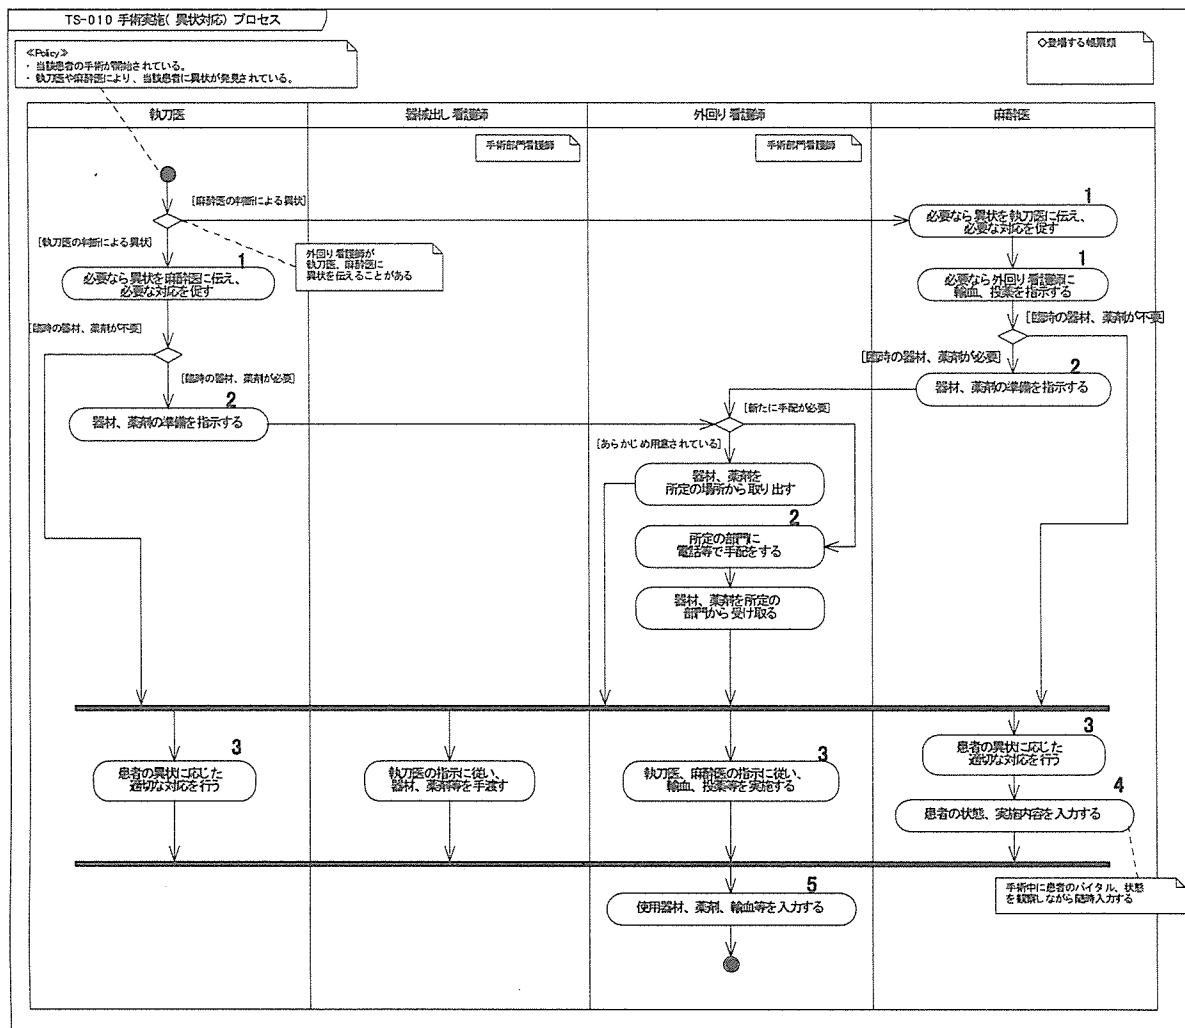 TS-010 手術実施( 異状対応) プロセス
≪Policy≫
・ 当該患者の手術が開始されている。
・ 執刀医や麻酔医により、当該患者に異状が発見されている。
◇登場する帳票類
執刀医
器械出し看護師
外回り看護師
麻酔医
手術部門看護師
手術部門看護師
[麻酔医の判断による異状]
1
必要なら異状を執刀医に伝え、
必要な対応を促す
[執刀医の判断による異状]
外回り看護師が
執刀医、麻酔医に
異状を伝えることがある
1
必要なら異状を麻酔医に伝え、
必要な対応を促す
1
必要なら外回り看護師に
輸血、投薬を指示する
[臨時の器材、薬剤が不要]
[臨時の器材、薬剤が不要]
[臨時の器材、薬剤が必要]
[臨時の器材、薬剤が必要]
2
器材、薬剤の準備を指示する
2
器材、薬剤の準備を指示する
[新たに手配が必要]
[あらかじめ用意されている]
器材、薬剤を
所定の場所から取り出す
2
所定の部門に
電話等で手配をする
器材、薬剤を所定の
部門から受け取る
3
患者の異状に応じた
適切な対応を行う
執刀医の指示に従い、
器材、薬剤等を手渡す
3
執刀医、麻酔医の指示に従い、
輸血、投薬等を実施する
3
患者の異状に応じた
適切な対応を行う
4
患者の状態、実施内容を入力する
手術中に患者のバイタル、状態
を観察しながら随時入力する
5
使用器材、薬剤、輸血等を入力する